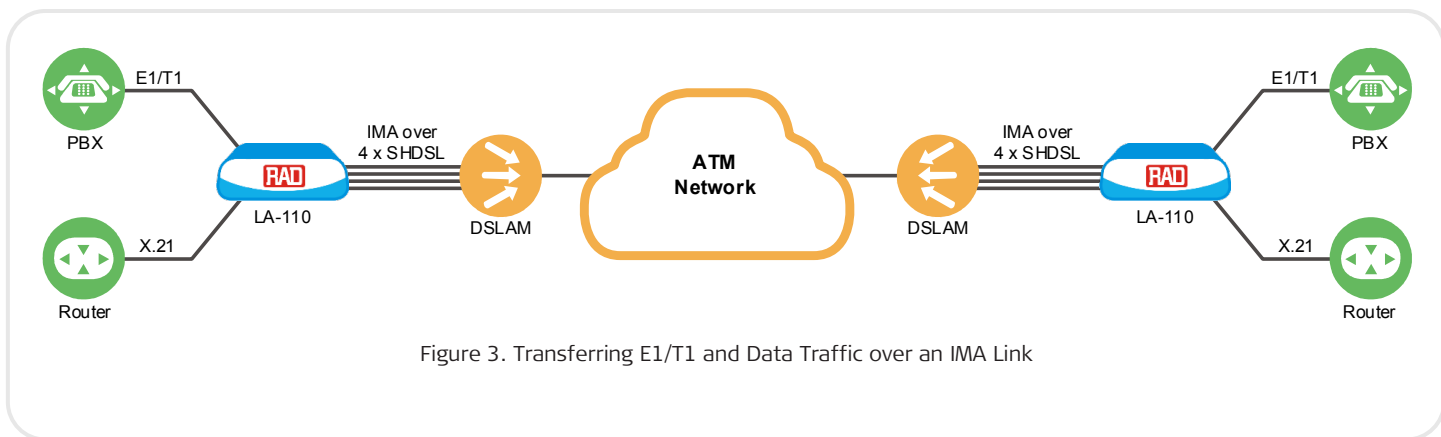 E1/T1
PBX
IMA over
4 x SHDSL
RAD
LA-110
X.21
Router
DSLAM
ATM
Network
DSLAM
IMA over
4 x SHDSL
RAD
LA-110
E1/T1
PBX
X.21
Router
Figure 3. Transferring E1/T1 and Data Traffic over an IMA Link